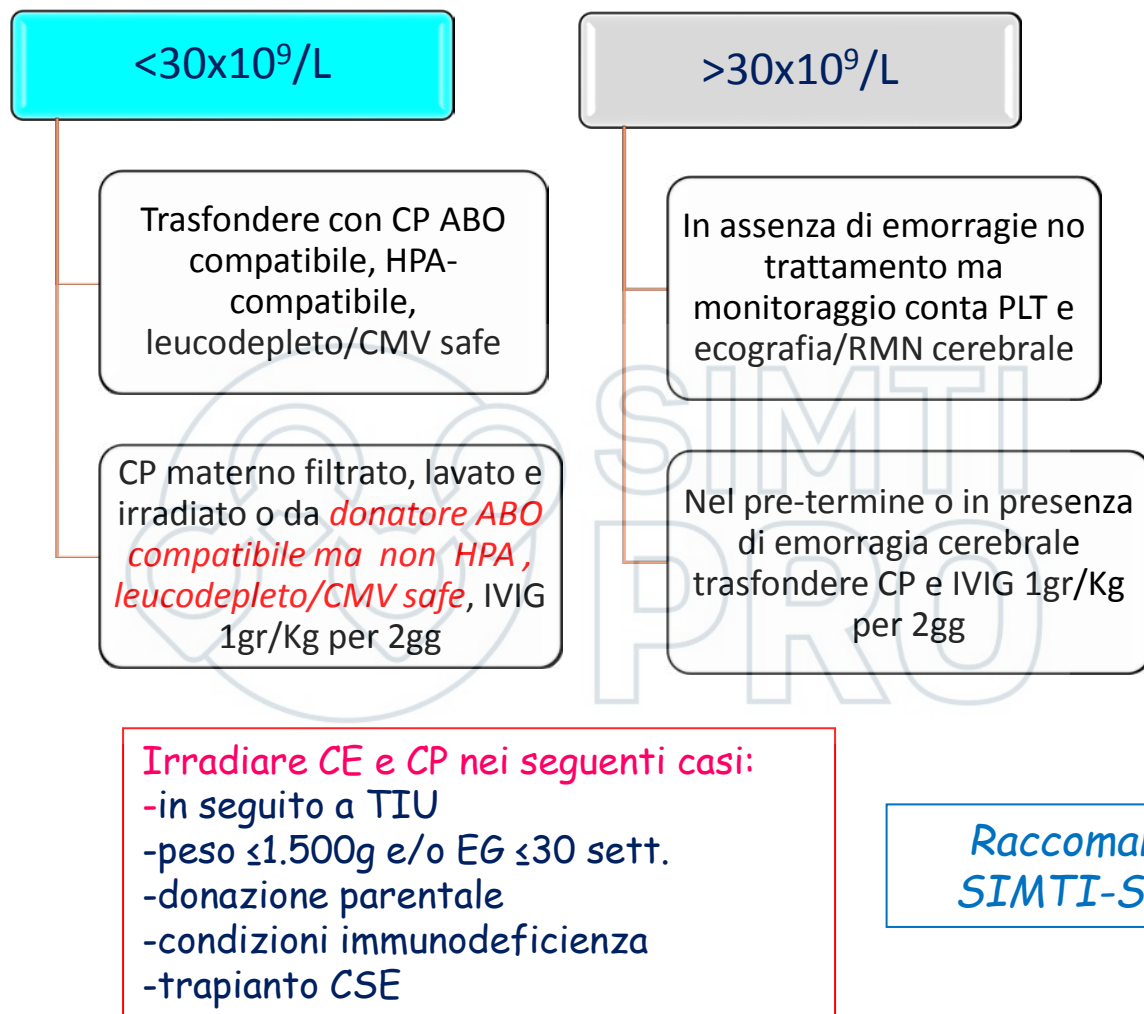 <30x10⁹/L
Trasfondere con CP ABO
compatibile, HPA-
compatibile,
leucodepleto/CMV safe
CP materno filtrato, lavato e
irradiato o da donatore ABO
compatibile ma non HPA ,
leucodepleto/CMV safe, IVIG
1gr/Kg per 2gg
>30x10⁹/L
In assenza di emorragie no
trattamento ma
monitoraggio conta PLT e
ecografia/RMN cerebrale
Nel pre-termine o in presenza
di emorragia cerebrale
trasfondere CP e IVIG 1gr/Kg
per 2gg
SIMTI
PRO
Irradiare CE e CP nei seguenti casi:
-in seguito a TIU
-peso ≤1.500g e/o EG ≤30 sett.
-donazione parentale
-condizioni immunodeficienza
-trapianto CSE
SIMTI-S